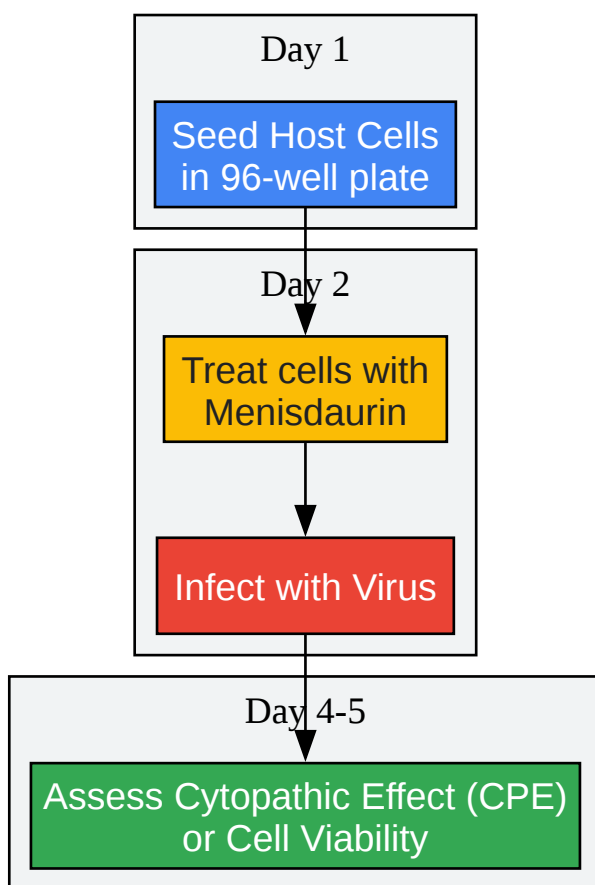 Day 1
Seed Host Cells
in 96-well plate
Day 2
Treat cells with
Menisdaurin
Infect with Virus
Day 4-5
Assess Cytopathic Effect (CPE)
or Cell Viability